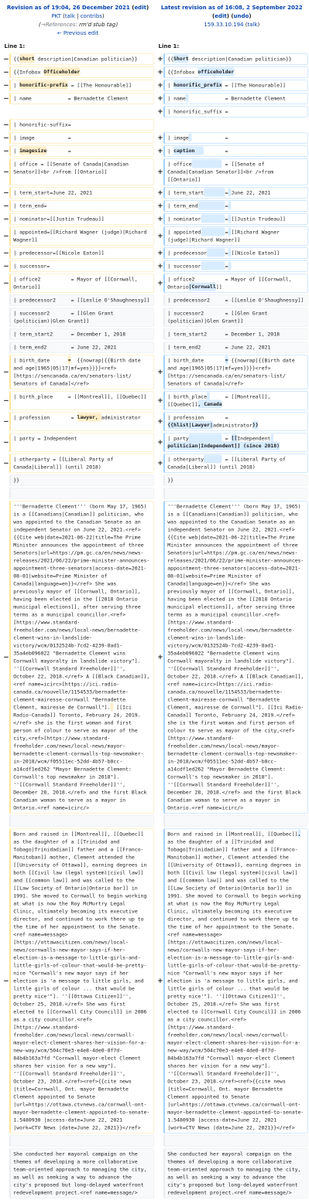 Revision as of 19:04, 26 December 2021 (edit)
PKT (talk | contribs)
(→References: mv'd stub tag)
← Previous edit
Line 1:
− {{short description|Canadian politician}}
− {{Infobox Officeholder
− | honorific-prefix = [[The Honourable]]
− | name = Bernadette Clement
− | honorific-suffix=
− | image =
− | imagesize =
− | office = [[Senate of Canada|Canadian
Senator]]<br />from [[Ontario]]
− | term_start=June 22, 2021
− | term_end=
− | nominator=[[Justin Trudeau]]
− | appointed=[[Richard Wagner (judge)|Richard
Wagner]]
− | predecessor=[[Nicole Eaton]]
− | successor=
− | office2 = Mayor of [[Cornwall,
Ontario]]
| predecessor2 = [[Leslie O'Shaughnessy]]
| successor2 = [[Glen Grant
(politician)|Glen Grant]]
| term_start2 = December 1, 2018
| term_end2 = June 22, 2021
− | birth_date = {{nowrap|{{Birth date
and age|1965|05|17|mf=yes}}}}<ref>
[https://sencanada.ca/en/senators-list/
Senators of Canada]</ref>
− | birth_place = [[Montreal]], [[Quebec]]
− | profession = Lawyer, administrator
− | party = Independent
− | otherparty = [[Liberal Party of
Canada|Liberal]] (until 2018)
}}
− '''Bernadette Clement''' (born May 17, 1965)
is a [[Canadians|Canadian]] politician, who
was appointed to the Canadian Senate as an
independent Senator on June 22, 2021.<ref>
{{Cite web|date=2021-06-22|title=The Prime
Minister announces the appointment of three
Senators|url=https://pm.gc.ca/en/news/news-
releases/2021/06/22/prime-minister-announces-
appointment-three-senators|access-date=2021-
08-01|website=Prime Minister of
Canada|language=en}}</ref> She was previously
mayor of [[Cornwall, Ontario]],
having been elected in the [[2018 Ontario
municipal elections]], after serving three
terms as a municipal councillor.<ref>
[https://www.standard-
freeholder.com/news/local-news/bernadette-
clement-wins-in-landslide-
"Bernadette Clement wins
Cornwall mayoralty in landslide victory"].
''[[Cornwall Standard Freeholder]]'',
October 22, 2018.</ref> A [[Black Canadian]],
<ref name=icirc>[https://ici.radio-
canada.ca/nouvelle/1154533/bernadette-
clement-mairesse-cornwall "Bernadette
Clément, mairesse de Cornwall"]. [[Ici
Radio-Canada]] Toronto, February 24, 2019.
</ref> she is the first woman and first
person of colour to serve as mayor of the
city,<ref>[https://www.standard-
freeholder.com/news/local-news/mayor-
bernadette-clement-cornwalls-top-newsmaker-
"Mayor Bernadette Clement:
Cornwall's top newsmaker in 2018"].
''[[Cornwall Standard Freeholder]]'',
December 28, 2018.</ref> and the first Black
Canadian woman to serve as a mayor in
Ontario.<ref name=icirc/>
− Born and raised in [[Montreal]], [[Quebec]]
as the daughter of a [[Trinidad and
Tobago|Trinidadian]] father and a [[Franco-
Manitoban]] mother, Clement attended the
[[University of Ottawa]], earning degrees in
both [[Civil law (legal system)|civil law]]
and [[common law]] and was called to the
[[Law Society of Ontario|Ontario bar]] in
1991. She moved to Cornwall to begin working
at what is now the Roy McMurtry Legal
Clinic, ultimately becoming its executive
director, and continued to work there up to
the time of her appointment to the Senate.
<ref name=message>
[https://ottawacitizen.com/news/local-
news/cornwalls-new-mayor-says-if-her-
election-is-a-message-to-little-girls-and-
little-girls-of-colour-that-would-be-pretty-
nice "Cornwall's new mayor says if her
election is 'a message to little girls, and
little girls of colour ... that would be
pretty nice'"]. ''[[Ottawa Citizen]]'',
October 25, 2018.</ref> She was first
elected to [[Cornwall City Council]] in 2006
as a city councillor.<ref>
[https://www.standard-
freeholder.com/news/local-news/mayor-elect-
clement-shares-her-vision-for-a-
"Cornwall mayor-elect Clement
shares her vision for a new way"].
''[[Cornwall Standard Freeholder]]'',
October 23, 2018.</ref><ref>{{cite news
|title=Cornwall, Ont. mayor Bernadette
Clement appointed to Senate
|url=https://ottawa.ctvnews.ca/cornwall-ont-
mayor-bernadette-clement-appointed-to-senate-
1.5480930 |access-date=June 22, 2021
|work=CTV News |date=June 22, 2021}}</ref>
She conducted her mayoral campaign on the
themes of developing a more collaborative
team-oriented approach to managing the city,
as well as seeking to develop a way to advance the
city's proposed but long-delayed waterfront
redevelopment project.<ref name=message/>
Latest revision as of 16:08, 2 September 2022
(edit) (undo)
159.33.10.194 (talk)
Line 1:
+ {{Short description|Canadian politician}}
+ {{Infobox officeholder
+ | honorific_prefix = [[The Honourable]]
+ | name = Bernadette Clement
| honorific_suffix =
+ | image =
+ | caption =
+ | office = [[Senate of
Canada|Canadian Senator]]<br />from
[[Ontario]]
+ | term_start = June 22, 2021
+ | term_end =
+ | nominator = [[Justin Trudeau]]
+ | appointed = [[Richard Wagner
(judge)|Richard Wagner]]
+ | predecessor = [[Nicole Eaton]]
+ | successor =
+ | office2 = Mayor of [[Cornwall,
Ontario|Cornwall]]
| predecessor2 = [[Leslie O'Shaughnessy]]
| successor2 = [[Glen Grant
(politician)|Glen Grant]]
| term_start2 = December 1, 2018
| term_end2 = June 22, 2021
+ | birth_date = {{nowrap|{{Birth date
and age|1965|05|17|mf=yes}}}}<ref>
[https://sencanada.ca/en/senators-list/
Senators of Canada]</ref>
+ | birth_place = [[Montreal]],
[[Quebec]], Canada
+ | profession =
{{hlist|Lawyer|administrator}}
+ | party = [[Independent
politician|Independent]] (since 2018)
+ | otherparty = [[Liberal Party of
Canada|Liberal]] (until 2018)
}}
+ '''Bernadette Clement''' (born May 17, 1965)
is a [[Canadians|Canadian]] politician, who
was appointed to the Canadian Senate as an
independent Senator on June 22, 2021.<ref>
{{Cite web|date=2021-06-22|title=The Prime
Minister announces the appointment of three
Senators|url=https://pm.gc.ca/en/news/news-
releases/2021/06/22/prime-minister-announces-
appointment-three-senators|access-date=2021-
08-01|website=Prime Minister of
Canada|language=en}}</ref> She was previously
mayor of [[Cornwall, Ontario]],
having been elected in the [[2018 Ontario
municipal elections]], after serving three
terms as a municipal councillor.<ref>
[https://www.standard-
freeholder.com/news/local-news/bernadette-
clement-wins-in-landslide-
"Bernadette Clement wins
Cornwall mayoralty in landslide victory"].
''[[Cornwall Standard Freeholder]]'',
October 22, 2018.</ref> A [[Black Canadian]],
<ref name=icirc>[https://ici.radio-
canada.ca/nouvelle/1154533/bernadette-
clement-mairesse-cornwall "Bernadette
Clément, mairesse de Cornwall"]. [[Ici
Radio-Canada]] Toronto, February 24, 2019.
</ref> she is the first woman and first
person of colour to serve as mayor of the
city,<ref>[https://www.standard-
freeholder.com/news/local-news/mayor-
bernadette-clement-cornwalls-top-newsmaker-
"Mayor Bernadette Clement:
Cornwall's top newsmaker in 2018"].
''[[Cornwall Standard Freeholder]]'',
December 28, 2018.</ref> and the first Black
Canadian woman to serve as a mayor in
Ontario.<ref name=icirc/>
+ Born and raised in [[Montreal]], [[Quebec]],
as the daughter of a [[Trinidad and
Tobago|Trinidadian]] father and a [[Franco-
Manitoban]] mother, Clement attended the
[[University of Ottawa]], earning degrees in
both [[Civil law (legal system)|civil law]]
and [[common law]] and was called to the
[[Law Society of Ontario|Ontario bar]] in
1991. She moved to Cornwall to begin working
at what is now the Roy McMurtry Legal
Clinic, ultimately becoming its executive
director, and continued to work there up to
the time of her appointment to the Senate.
<ref name=message>
[https://ottawacitizen.com/news/local-
news/cornwalls-new-mayor-says-if-her-
election-is-a-message-to-little-girls-and-
little-girls-of-colour-that-would-be-pretty-
nice "Cornwall's new mayor says if her
election is 'a message to little girls, and
little girls of colour ... that would be
pretty nice'"]. ''[[Ottawa Citizen]]'',
October 25, 2018.</ref> She was first
elected to [[Cornwall City Council]] in 2006
as a city councillor.<ref>
[https://www.standard-
freeholder.com/news/local-news/mayor-elect-
clement-shares-her-vision-for-a-
"Cornwall mayor-elect Clement
shares her vision for a new way"].
''[[Cornwall Standard Freeholder]]'',
October 23, 2018.</ref><ref>{{cite news
|title=Cornwall, Ont. mayor Bernadette
Clement appointed to Senate
|url=https://ottawa.ctvnews.ca/cornwall-ont-
mayor-bernadette-clement-appointed-to-senate-
1.5480930 |access-date=June 22, 2021
|work=CTV News |date=June 22, 2021}}</ref>
She conducted her mayoral campaign on the
themes of developing a more collaborative
team-oriented approach to managing the city,
as well as seeking to develop a way to advance the
city's proposed but long-delayed waterfront
redevelopment project.<ref name=message/>